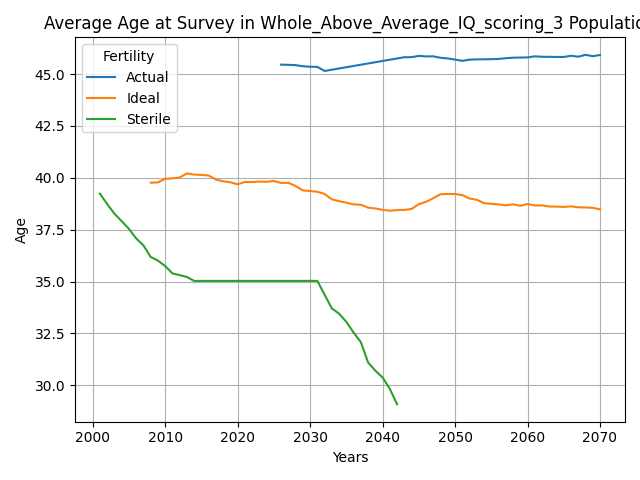 Average Age at Survey in Whole_Above_Average_IQ_scoring_3 Populatio
Fertility
Actual
Ideal
Sterile
45.0
42.5
40.0
37.5
35.0
32.5
30.0
Age
2000 2010 2020 2030 2040 2050 2060 2070
Years